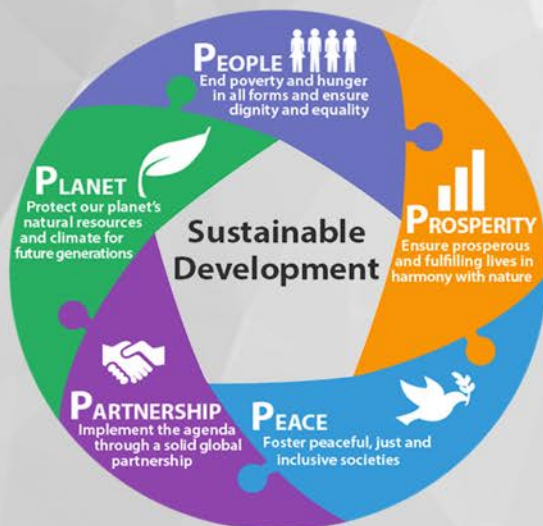 PEOPLE
End poverty and hunger
in all forms and ensure
dignity and equality
PROSPERITY
Ensure prosperous
and fulfilling lives in
harmony with nature
PEACE
Foster peaceful, just and
inclusive societies
PARTNERSHIP
Implement the agenda
through a solid global
partnership
PLANET
Protect our planet's
natural resources
and climate for
future generations
Sustainable
Development